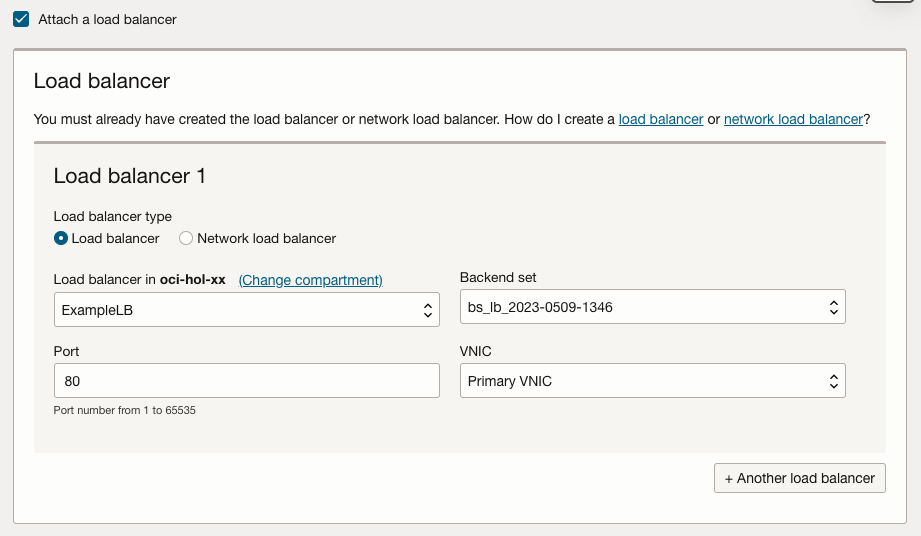 Attach a load balancer
Load balancer
You must already have created the load balancer or network load balancer. How do I create a load balancer or network load balancer?
Load balancer 1
Load balancer type
Load balancer Network load balancer
Load balancer in oci-hol-xx (Change compartment) Backend set
ExampleLB bs_lb_2023-0509-1346
Port VNIC
80 Primary VNIC
Port number from 1 to 65535
+ Another load balancer